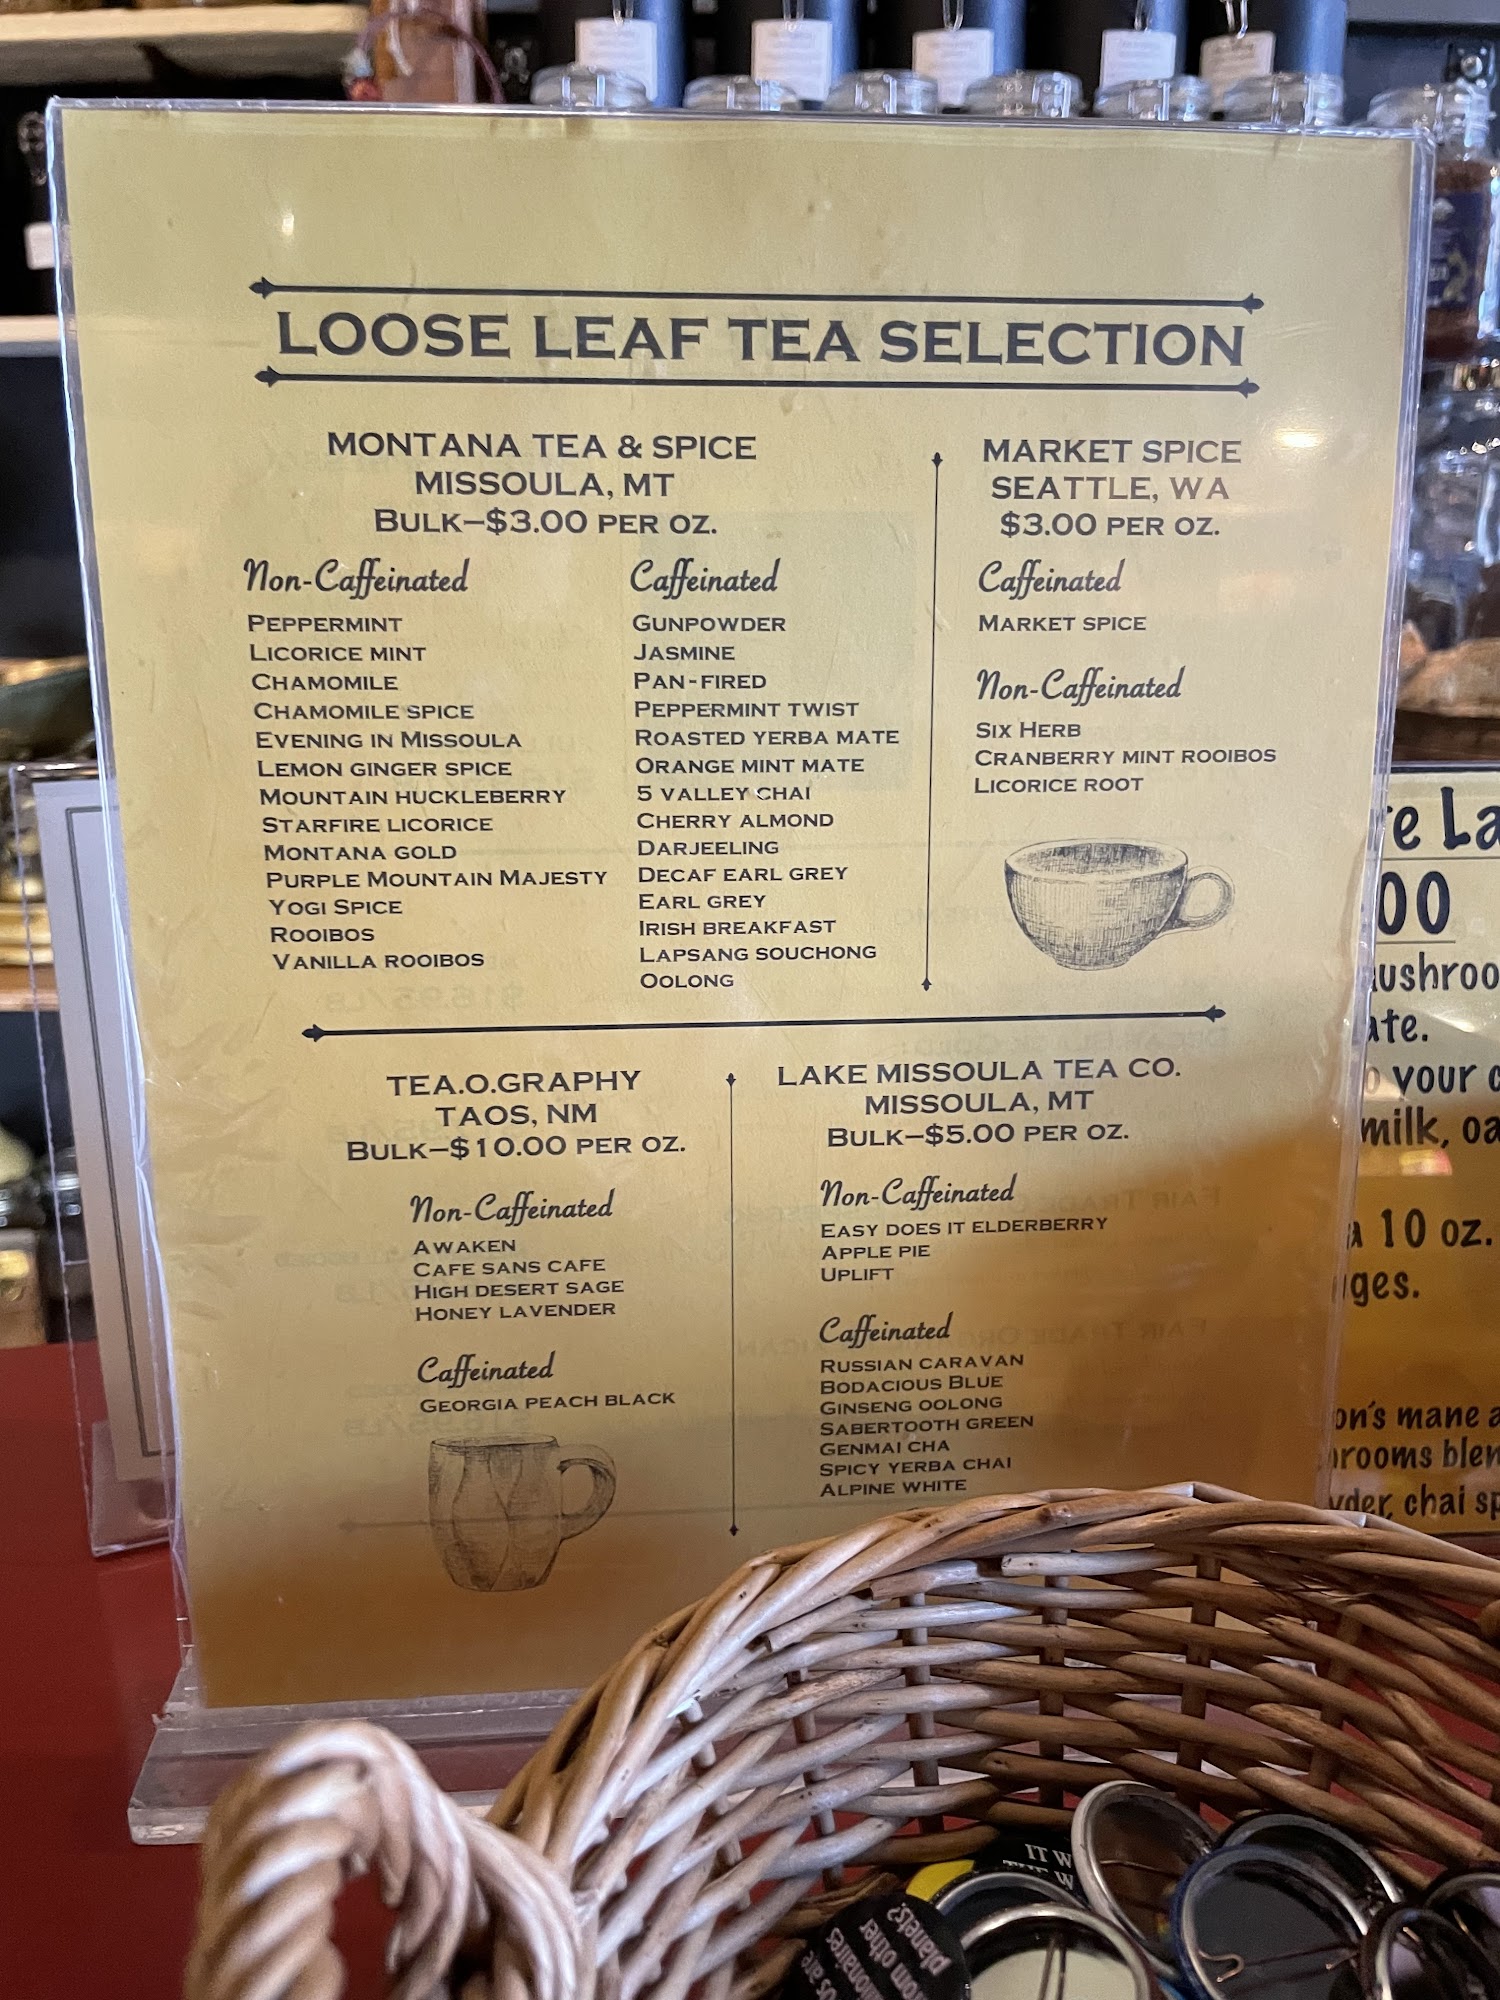 LOOSE LEAF TEA SELECTION
MONTANA TEA & SPICE
MISSOULA, MT
BULK–$3.00 PER OZ.
Non-Caffeinated
PEPPERMINT
LICORICE MINT
CHAMOMILE
CHAMOMILE SPICE
EVENING IN MISSOULA
LEMON GINGER SPICE
MOUNTAIN HUCKLEBERRY
STARFIRE LICORICE
MONTANA GOLD
PURPLE MOUNTAIN MAJESTY
YOGI SPICE
ROOIBOS
VANILLA ROOIBOS
Caffeinated
GUNPOWDER
JASMINE
PAN-FIRED
PEPPERMINT TWIST
ROASTED YERBA MATE
ORANGE MINT MATE
5 VALLEY CHAI
CHERRY ALMOND
DARJEELING
DECAF EARL GREY
EARL GREY
IRISH BREAKFAST
LAPSANG SOUCHONG
OOLONG
MARKET SPICE
SEATTLE, WA
$3.00 PER OZ.
Caffeinated
MARKET SPICE
Non-Caffeinated
SIX HERB
CRANBERRY MINT ROOIBOS
LICORICE ROOT
TEA.O.GRAPHY
TAOS, NM
BULK–$10.00 PER OZ.
Non-Caffeinated
AWAKEN
CAFE SANS CAFE
HIGH DESERT SAGE
HONEY LAVENDER
Caffeinated
GEORGIA PEACH BLACK
LAKE MISSOULA TEA CO.
MISSOULA, MT
BULK–$5.00 PER OZ.
Non-Caffeinated
EASY DOES IT ELDERBERRY
APPLE PIE
UPLIFT
Caffeinated
RUSSIAN CARAVAN
BODACIOUS BLUE
GINSENG OOLONG
SABERTOOTH GREEN
GENMAI CHA
SPICY YERBA CHAI
ALPINE WHITE
00
your
milk,
10 oz.
mane
chai
IT
from other
planets?